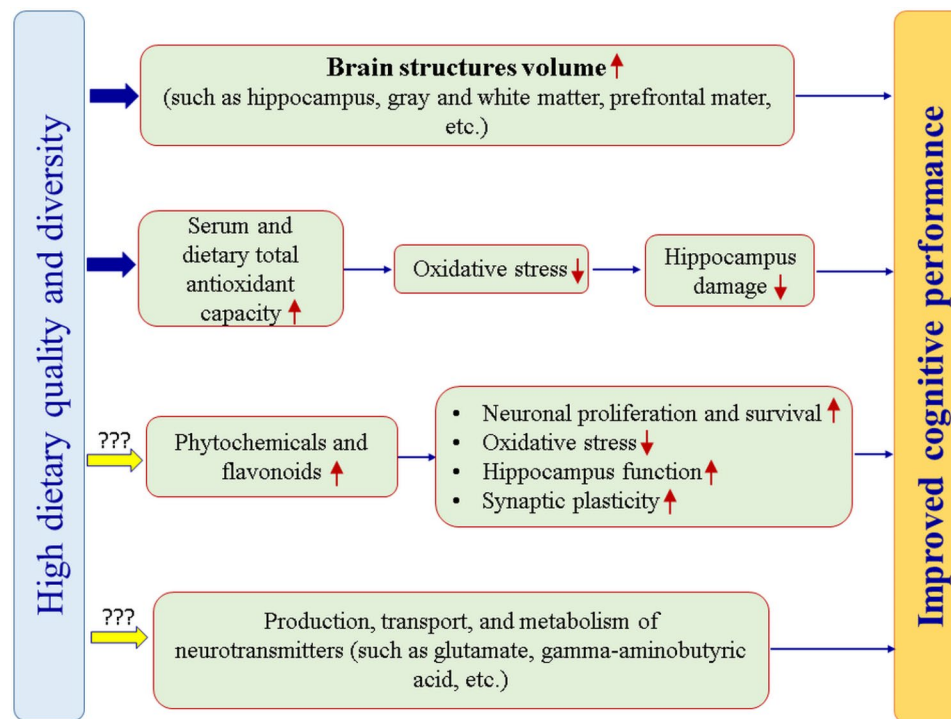 High dietary quality and diversity
Brain structures volume
(such as hippocampus, gray and white matter, prefrontal mater,
etc.)
Serum and
dietary total
antioxidant
capacity
Oxidative stress
Hippocampus
damage
???
Phytochemicals and
flavonoids
• Neuronal proliferation and survival
• Oxidative stress
• Hippocampus function
• Synaptic plasticity
???
Production, transport, and metabolism of
neurotransmitters (such as glutamate, gamma-aminobutyric
acid, etc.)
Improved cognitive performance